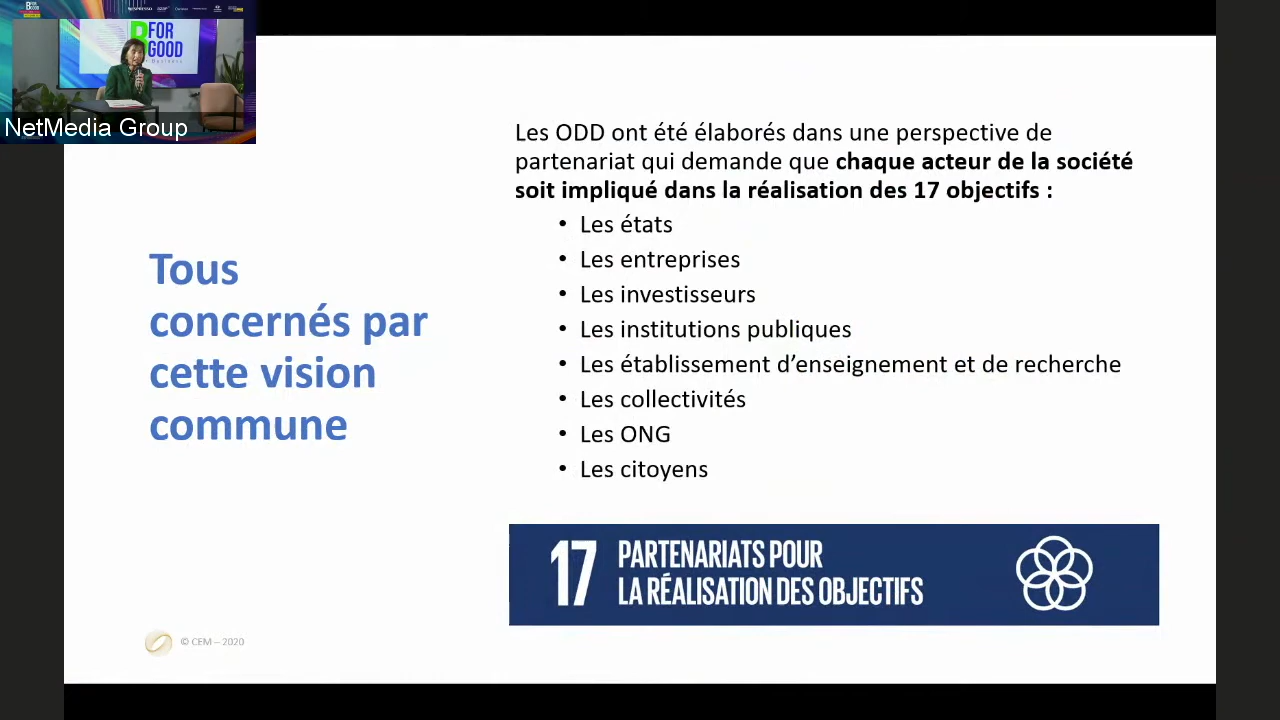 B FOR
GOOD
NESPRESSO
B FOR
GOOD
NetMedia Group
Les ODD ont été élaborés dans une perspective de
partenariat qui demande que chaque acteur de la société
soit impliqué dans la réalisation des 17 objectifs :
• Les états
• Les entreprises
• Les investisseurs
• Les institutions publiques
• Les établissement d’enseignement et de recherche
• Les collectivités
• Les ONG
• Les citoyens
Tous
concernés par
cette vision
commune
17 PARTENARIATS POUR
LA RÉALISATION DES OBJECTIFS
© CEM – 2020